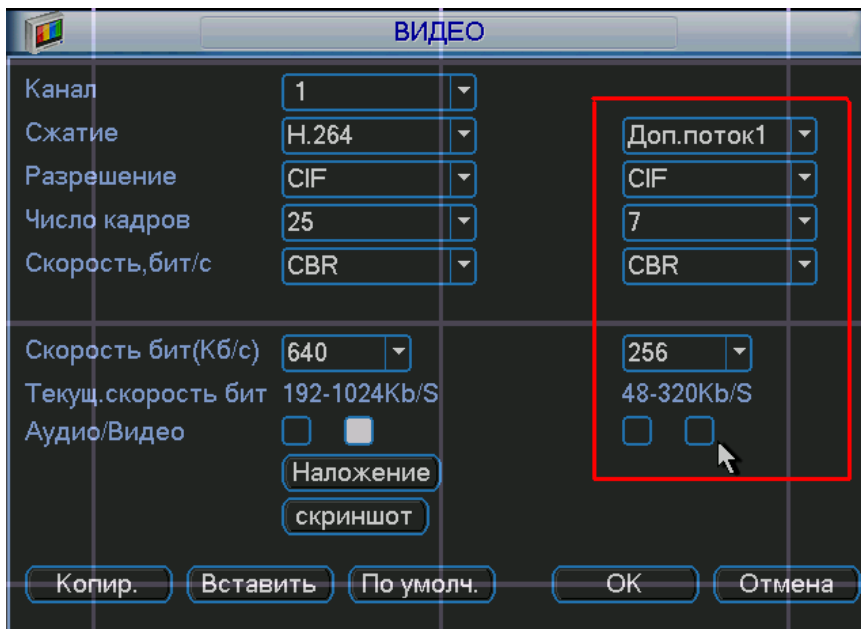 ВИДЕО
Канал 1
Сжатие H.264 Доп.поток1
Разрешение CIF CIF
Число кадров 25 7
Скорость,бит/с CBR CBR
Скорость бит(Кб/с) 640 256
Текущ.скорость бит 192-1024Kb/S 48-320Kb/S
Аудио/Видео
Наложение
скриншот
Копир. Вставить По умолч. OK Отмена